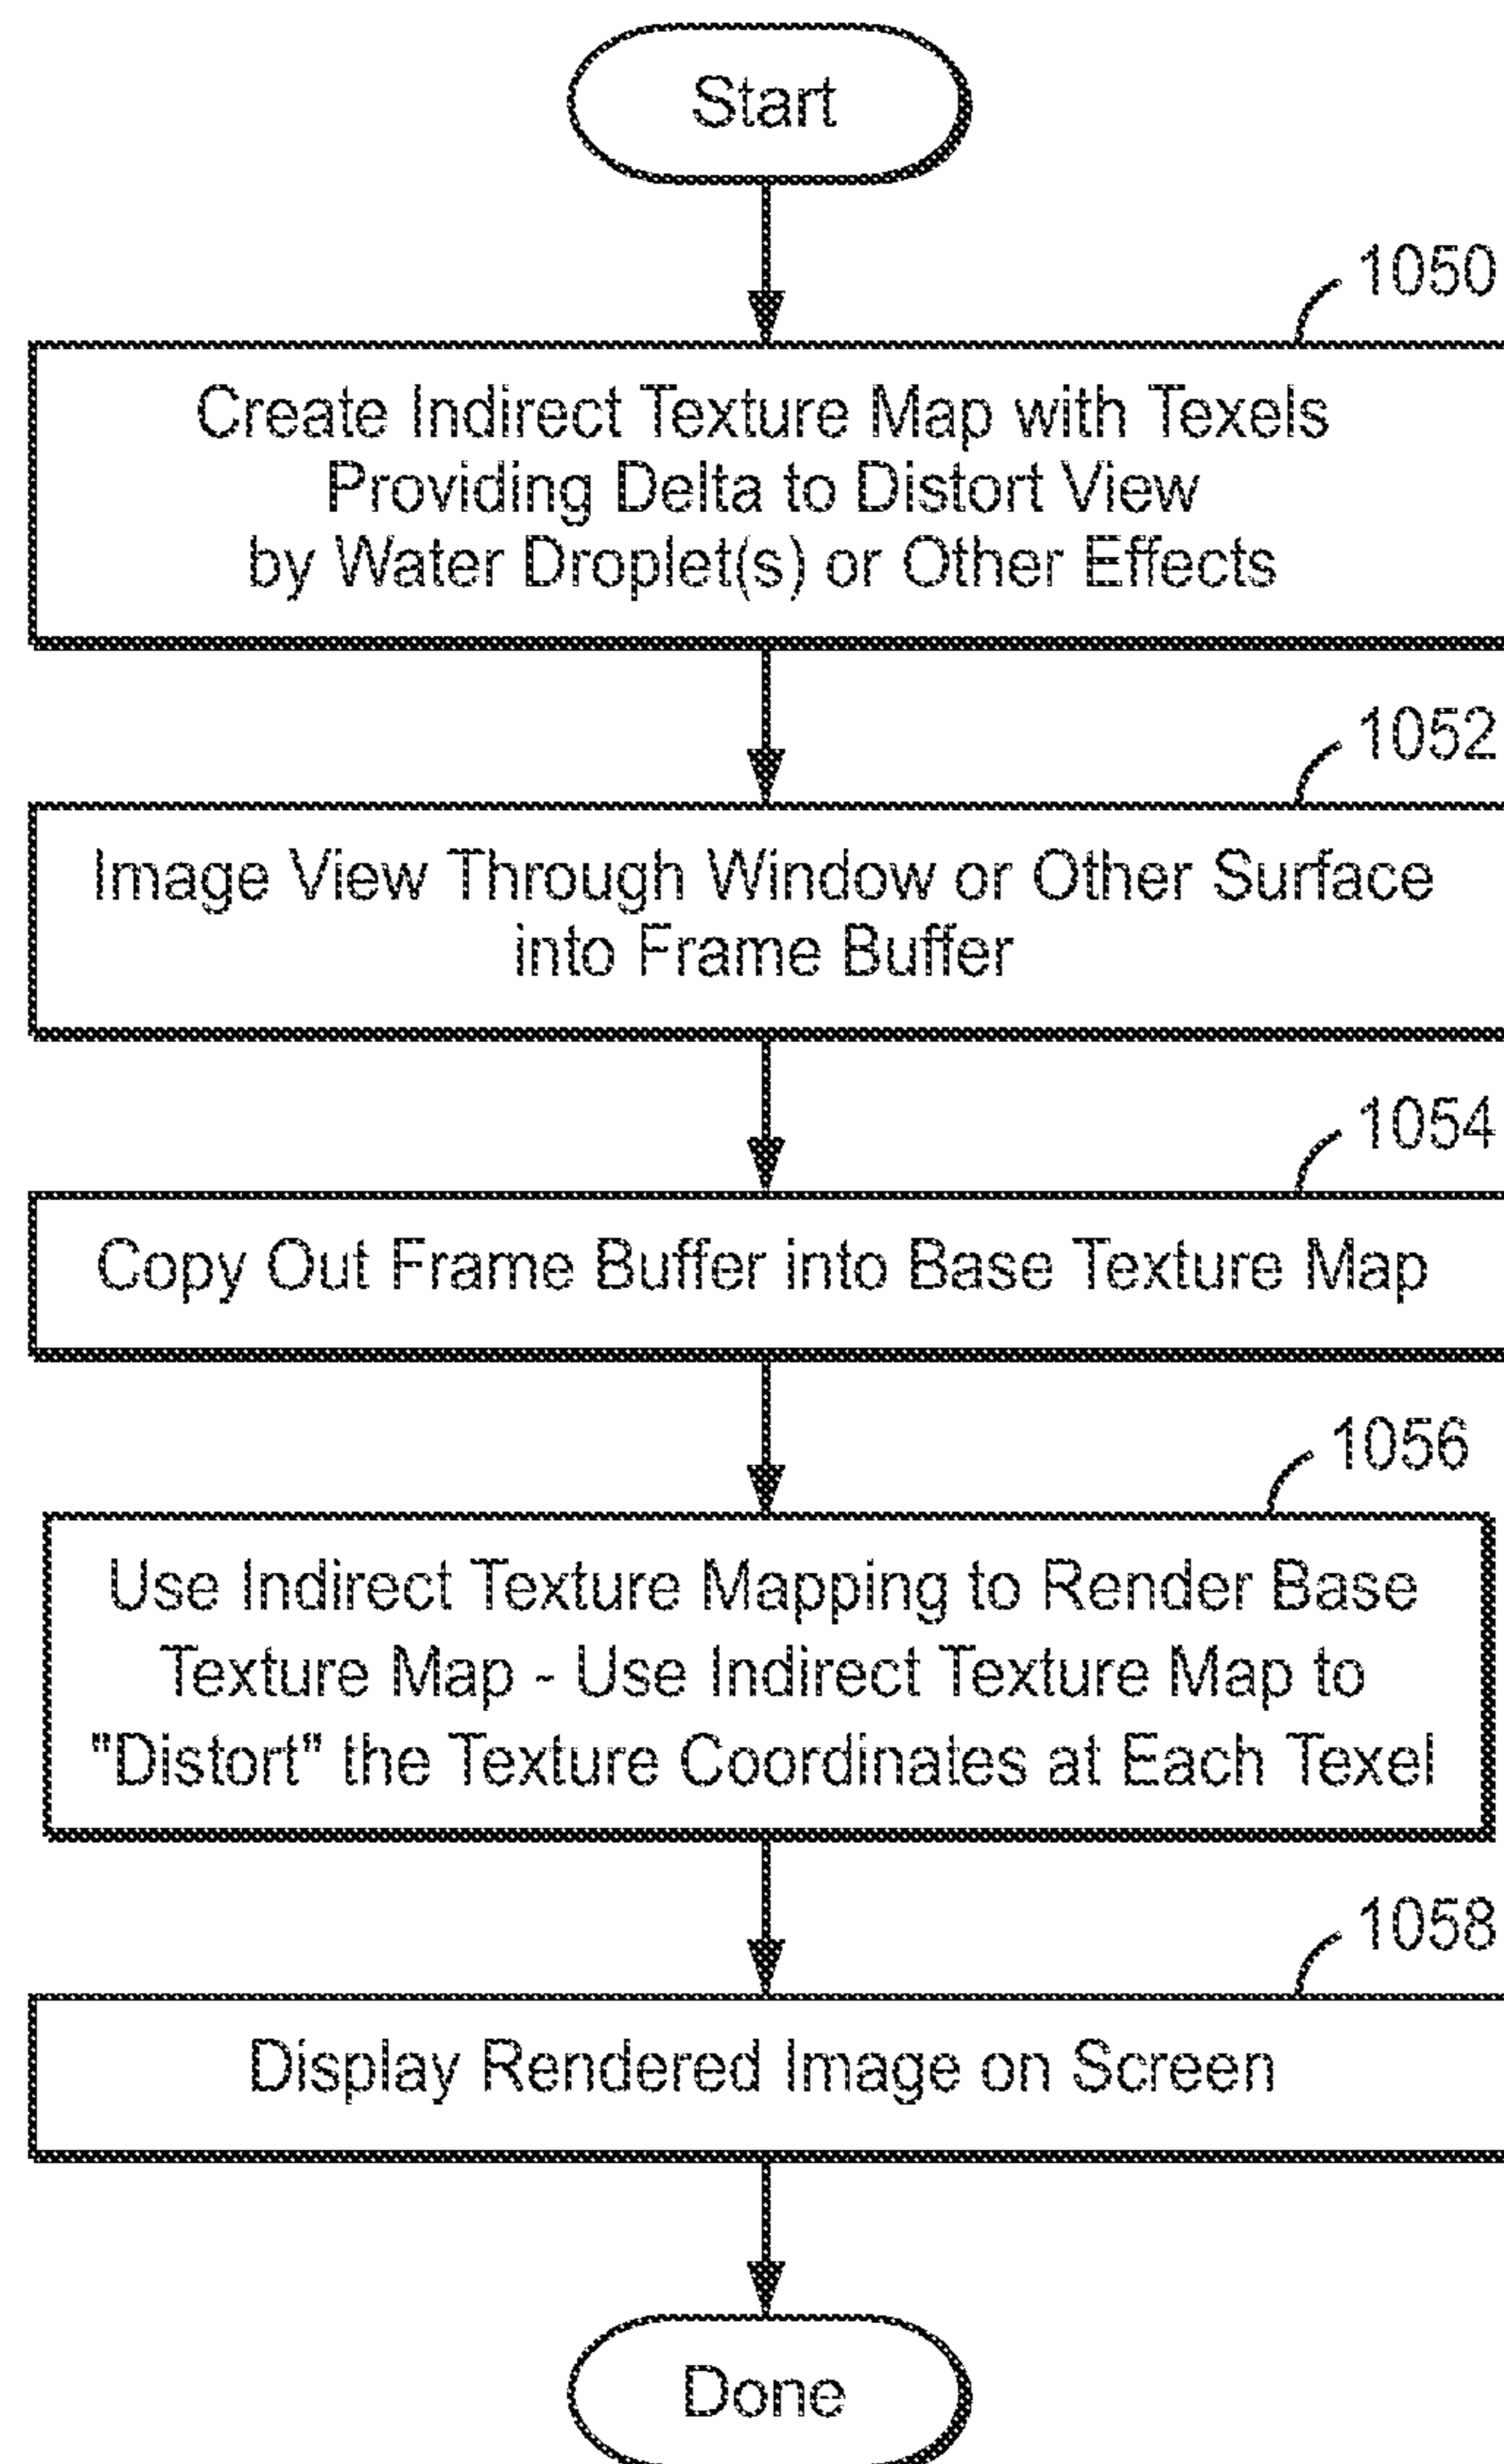 Start
1050
Create Indirect Texture Map with Texels
Providing Delta to Distort View
by Water Droplet(s) or Other Effects
1052
Image View Through Window or Other Surface
into Frame Buffer
1054
Copy Out Frame Buffer into Base Texture Map
1056
Use Indirect Texture Mapping to Render Base
Texture Map - Use Indirect Texture Map to
"Distort" the Texture Coordinates at Each Texel
1058
Display Rendered Image on Screen
Done